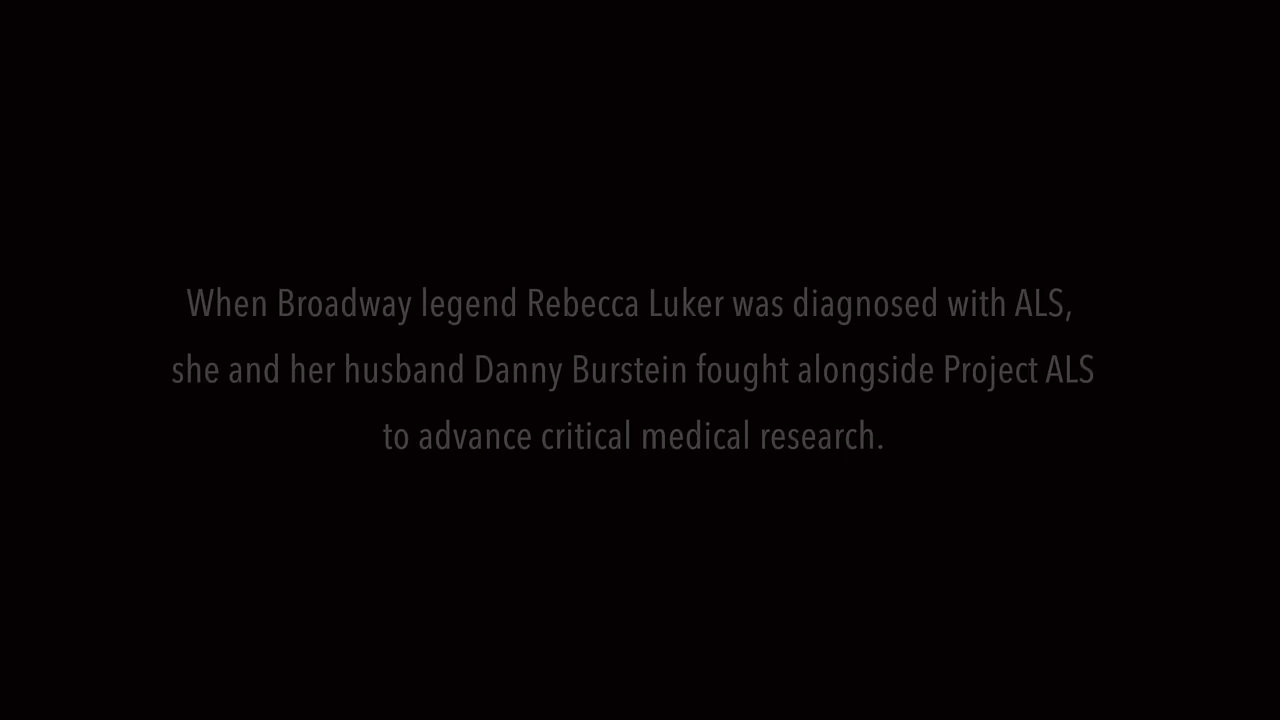 When Broadway legend Rebecca Luker was diagnosed with ALS,
she and her husband Danny Burstein fought alongside Project ALS
to advance critical medical research.